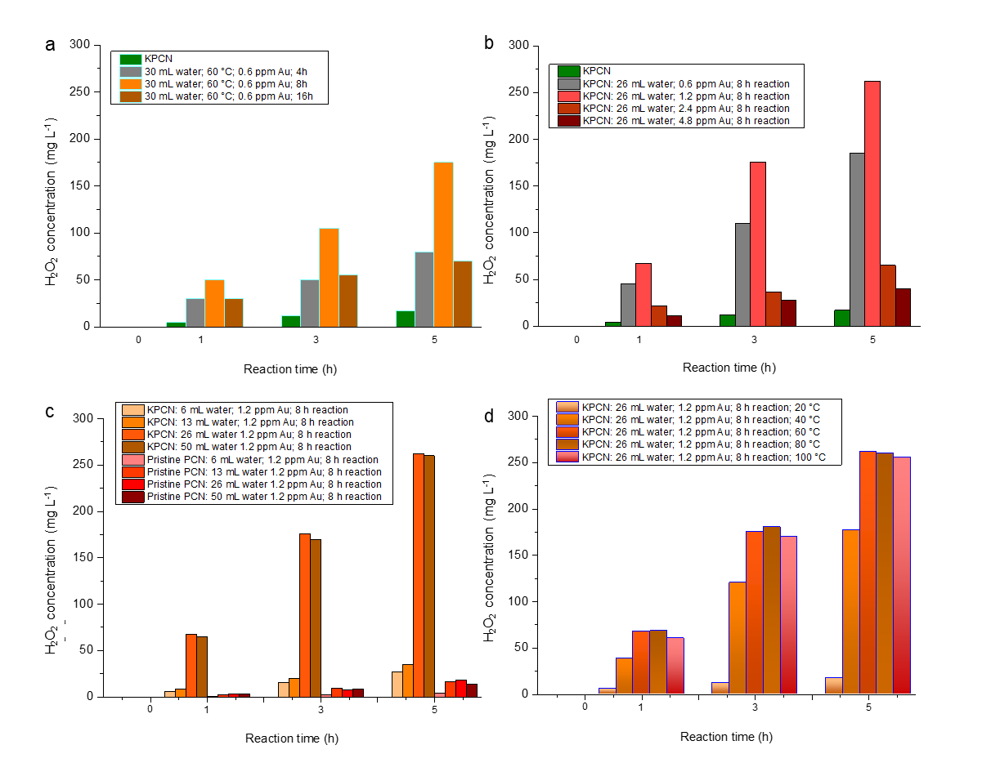 a
300
250
200
150
100
50
0
H₂O₂ concentration (mg L⁻¹)
KPCN
30 mL water; 60 °C; 0.6 ppm Au; 4h
30 mL water; 60 °C; 0.6 ppm Au; 8h
30 mL water; 60 °C; 0.6 ppm Au; 16h
0 1 3 5
Reaction time (h)
b
300
250
200
150
100
50
0
H₂O₂ concentration (mg L⁻¹)
KPCN
KPCN: 26 mL water; 0.6 ppm Au; 8 h reaction
KPCN: 26 mL water; 1.2 ppm Au; 8 h reaction
KPCN: 26 mL water; 2.4 ppm Au; 8 h reaction
KPCN: 26 mL water; 4.8 ppm Au; 8 h reaction
0 1 3 5
Reaction time (h)
c
300
250
200
150
100
50
0
H₂O₂ concentration (mg L⁻¹)
KPCN: 6 mL water; 1.2 ppm Au; 8 h reaction
KPCN: 13 mL water; 1.2 ppm Au; 8 h reaction
KPCN: 26 mL water 1.2 ppm Au; 8 h reaction
KPCN: 50 mL water 1.2 ppm Au; 8 h reaction
Pristine PCN: 6 mL water; 1.2 ppm Au; 8 h reaction
Pristine PCN: 13 mL water 1.2 ppm Au; 8 h reaction
Pristine PCN: 26 mL water 1.2 ppm Au; 8 h reaction
Pristine PCN: 50 mL water 1.2 ppm Au; 8 h reaction
0 1 3 5
Reaction time (h)
d
300
250
200
150
100
50
0
H₂O₂ concentration (mg L⁻¹)
KPCN: 26 mL water; 1.2 ppm Au; 8 h reaction; 20 °C
KPCN: 26 mL water; 1.2 ppm Au; 8 h reaction; 40 °C
KPCN: 26 mL water; 1.2 ppm Au; 8 h reaction; 60 °C
KPCN: 26 mL water; 1.2 ppm Au; 8 h reaction; 80 °C
KPCN: 26 mL water; 1.2 ppm Au; 8 h reaction; 100 °C
0 1 3 5
Reaction time (h)